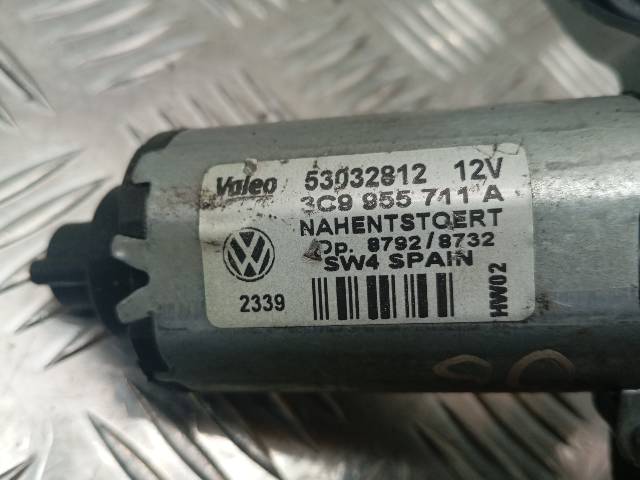 Valeo 53032812 12V
3C9 955 711 A
NAHENTSTOERT
Op. 8792/8732
SW4 SPAIN
2339
HW02